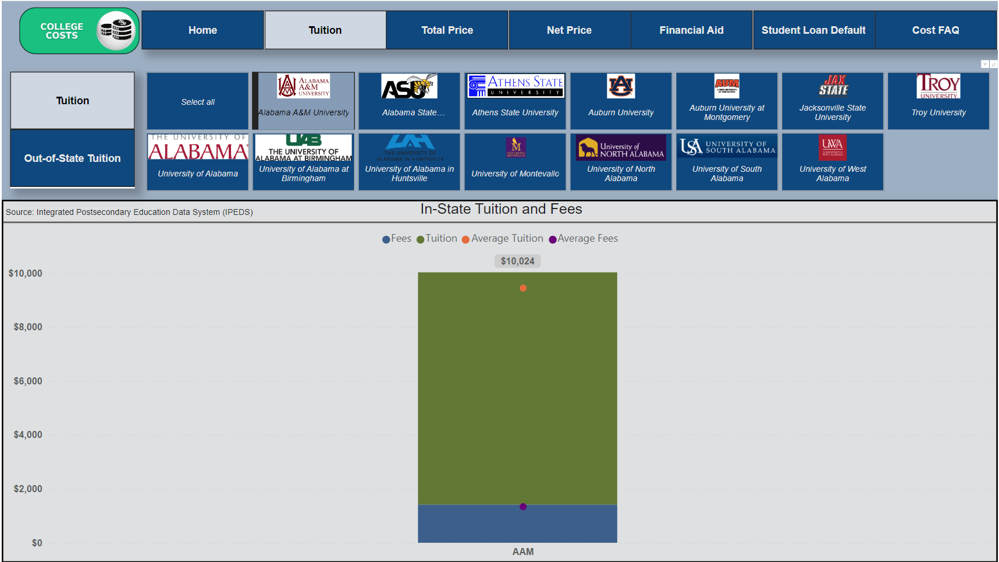 COLLEGE
COSTS
Home
Tuition
Total Price
Net Price
Financial Aid
Student Loan Default
Cost FAQ
Tuition
Out-of-State Tuition
Select all
ALABAMA
A&M
UNIVERSITY
Alabama A&M University
ASU
Alabama State...
ATHENS STATE
UNIVERSITY
Athens State University
AU
Auburn University
AUM
Auburn University at
Montgomery
JAX
STATE
Jacksonville State
University
TROY
UNIVERSITY
Troy University
THE UNIVERSITY OF
ALABAMA
University of Alabama
UAB
THE UNIVERSITY OF
ALABAMA AT BIRMINGHAM
University of Alabama at
Birmingham
UAH
THE UNIVERSITY OF
ALABAMA IN HUNTSVILLE
University of Alabama in
Huntsville
M
University of Montevallo
University of
NORTH ALABAMA
University of North
Alabama
USA
UNIVERSITY OF
SOUTH ALABAMA
University of South
Alabama
UWA
University of West
Alabama
Source: Integrated Postsecondary Education Data System (IPEDS)
In-State Tuition and Fees
Fees Tuition Average Tuition Average Fees
$10,024
$10,000
$8,000
$6,000
$4,000
$2,000
$0
AAM